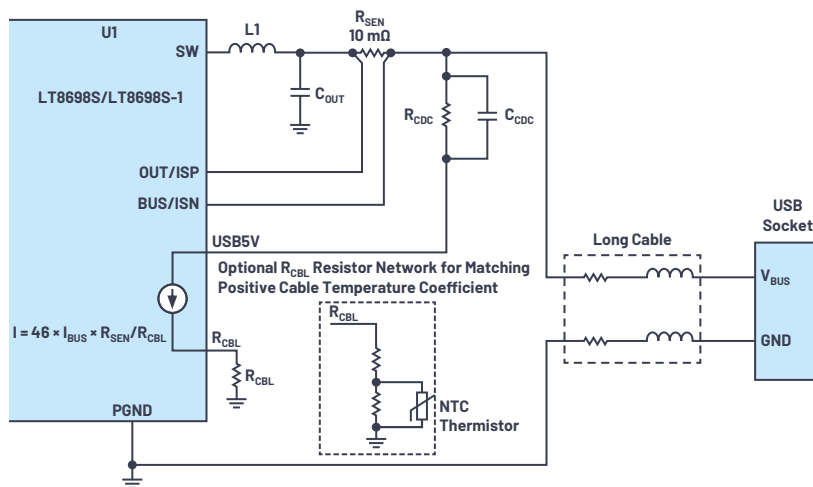 U1
L1
RSEN
10 mΩ
SW
LT8698S/LT8698S-1
COUT
RCDC
CCDC
OUT/ISP
BUS/ISN
USB
Socket
USB5V
Long Cable
Optional RCBL Resistor Network for Matching
Positive Cable Temperature Coefficient
VBUS
RCBL
I = 46 × IBUS × RSEN/RCBL
RCBL
GND
RCBL
NTC
Thermistor
PGND